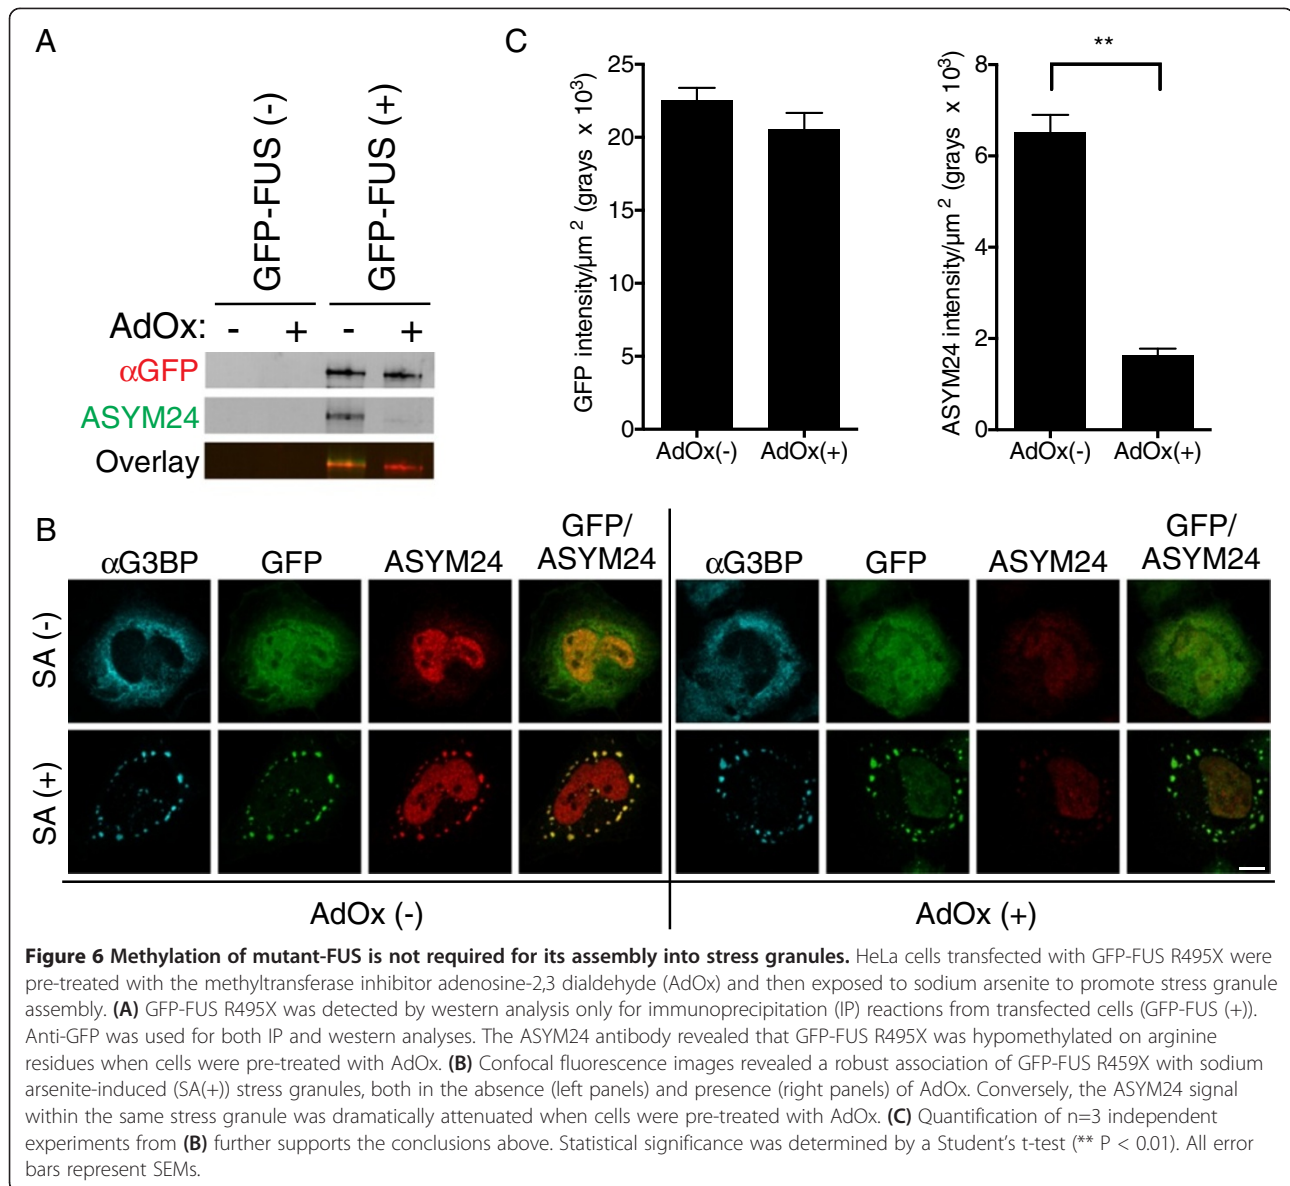 A
GFP-FUS (-)
GFP-FUS (+)
AdOx: - + - +
αGFP
ASYM24
Overlay
C
GFP intensity/μm² (grays x 10³)
25
20
15
10
5
0
AdOx(-) AdOx(+)
ASYM24 intensity/μm² (grays x 10³)
**
8
6
4
2
0
AdOx(-) AdOx(+)
B
αG3BP GFP ASYM24 GFP/ASYM24 αG3BP GFP ASYM24 GFP/ASYM24
SA (-)
SA (+)
AdOx (-) AdOx (+)
Figure 6 Methylation of mutant-FUS is not required for its assembly into stress granules. HeLa cells transfected with GFP-FUS R495X were
pre-treated with the methyltransferase inhibitor adenosine-2,3 dialdehyde (AdOx) and then exposed to sodium arsenite to promote stress granule
assembly. (A) GFP-FUS R495X was detected by western analysis only for immunoprecipitation (IP) reactions from transfected cells (GFP-FUS (+)).
Anti-GFP was used for both IP and western analyses. The ASYM24 antibody revealed that GFP-FUS R495X was hypomethylated on arginine
residues when cells were pre-treated with AdOx. (B) Confocal fluorescence images revealed a robust association of GFP-FUS R459X with sodium
arsenite-induced (SA(+)) stress granules, both in the absence (left panels) and presence (right panels) of AdOx. Conversely, the ASYM24 signal
within the same stress granule was dramatically attenuated when cells were pre-treated with AdOx. (C) Quantification of n=3 independent
experiments from (B) further supports the conclusions above. Statistical significance was determined by a Student's t-test (** P < 0.01). All error
bars represent SEMs.